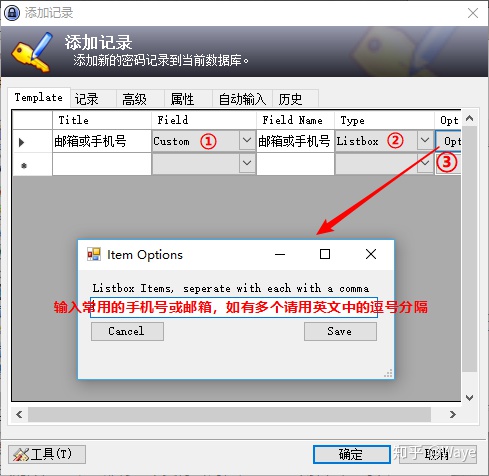 添加记录
添加记录
添加新的密码记录到当前数据库。
Template 记录 高级 属性 自动输入 历史
Title Field Field Name Type Opt
邮箱或手机号 Custom ① 邮箱或手机号 Listbox ② Opt
* ③
Item Options
Listbox Items, seperate with each with a comma
输入常用的手机号或邮箱，如有多个请用英文中的逗号分隔
Cancel Save
工具(T) 确定 取消
知乎 @Waye